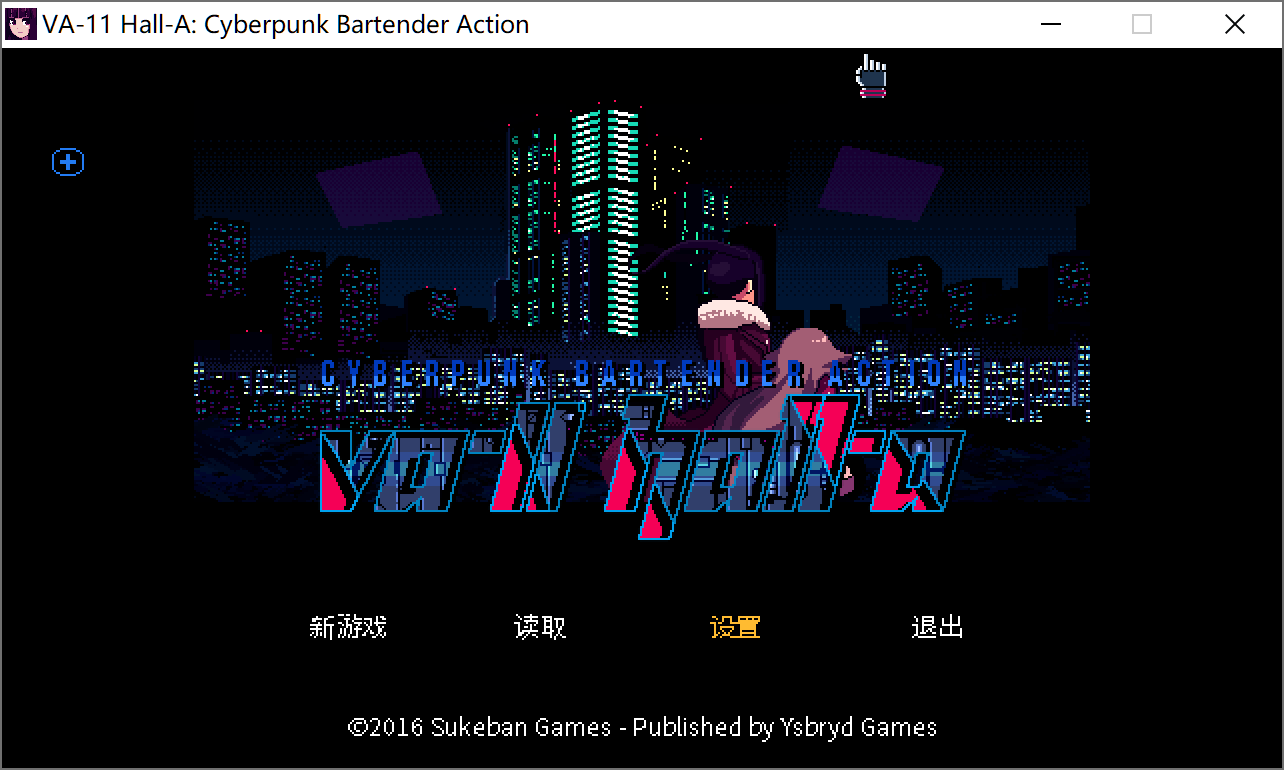 VA-11 Hall-A: Cyberpunk Bartender Action
CYBERPUNK BARTENDER ACTION
va-11 hall-a
新游戏 读取 设置 退出
©2016 Sukeban Games - Published by Ysbryd Games